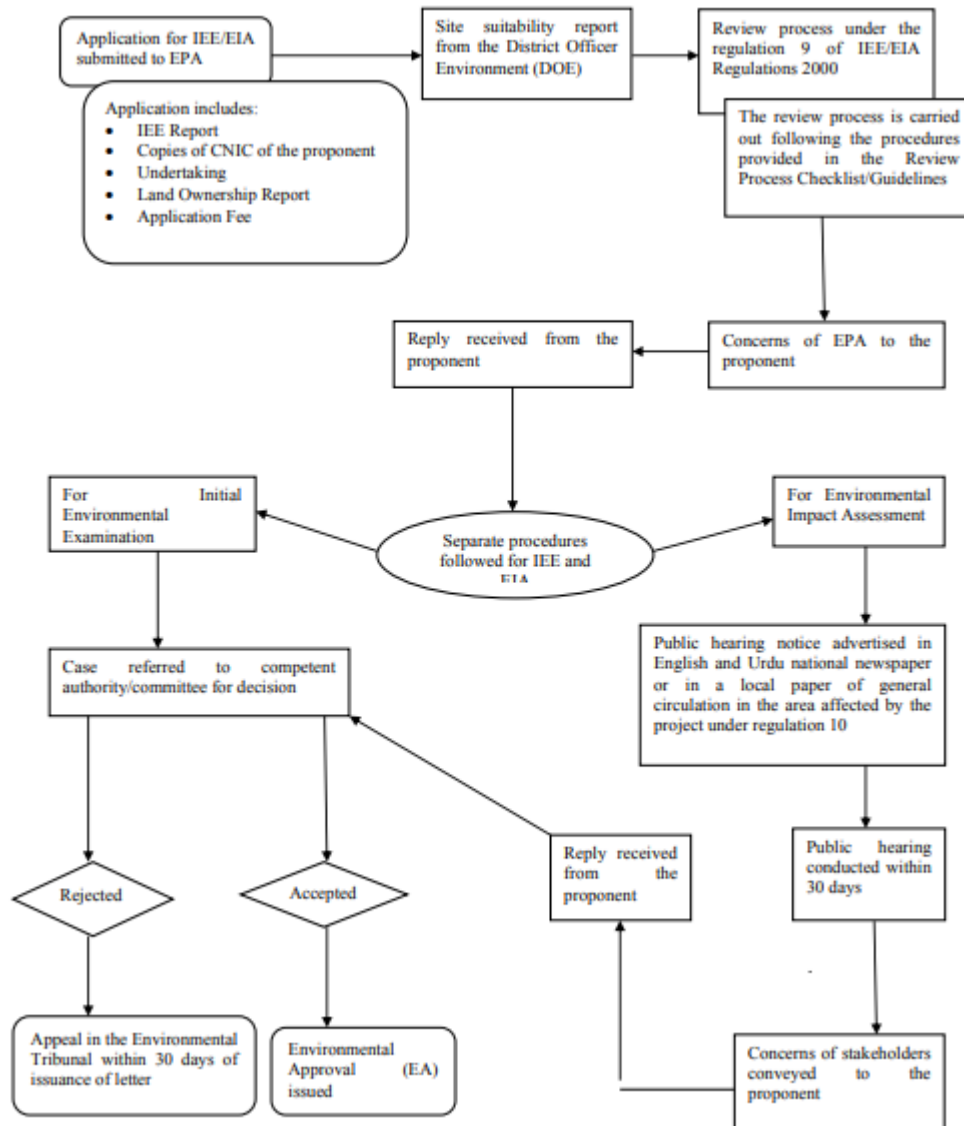 Application for IEE/EIA
submitted to EPA
Site suitability report
from the District Officer
Environment (DOE)
Review process under the
regulation 9 of IEE/EIA
Regulations 2000
Application includes:
• IEE Report
• Copies of CNIC of the proponent
• Undertaking
• Land Ownership Report
• Application Fee
The review process is carried
out following the procedures
provided in the Review
Process Checklist/Guidelines
Reply received from the
proponent
Concerns of EPA to the
proponent
For Initial
Environmental
Examination
Separate procedures
followed for IEE and
EIA
For Environmental
Impact Assessment
Case referred to competent
authority/committee for decision
Public hearing notice advertised in
English and Urdu national newspaper
or in a local paper of general
circulation in the area affected by the
project under regulation 10
Rejected
Accepted
Reply received
from the
proponent
Public hearing
conducted within
30 days
Appeal in the Environmental
Tribunal within 30 days of
issuance of letter
Environmental
Approval (EA)
issued
Concerns of stakeholders
conveyed to the
proponent